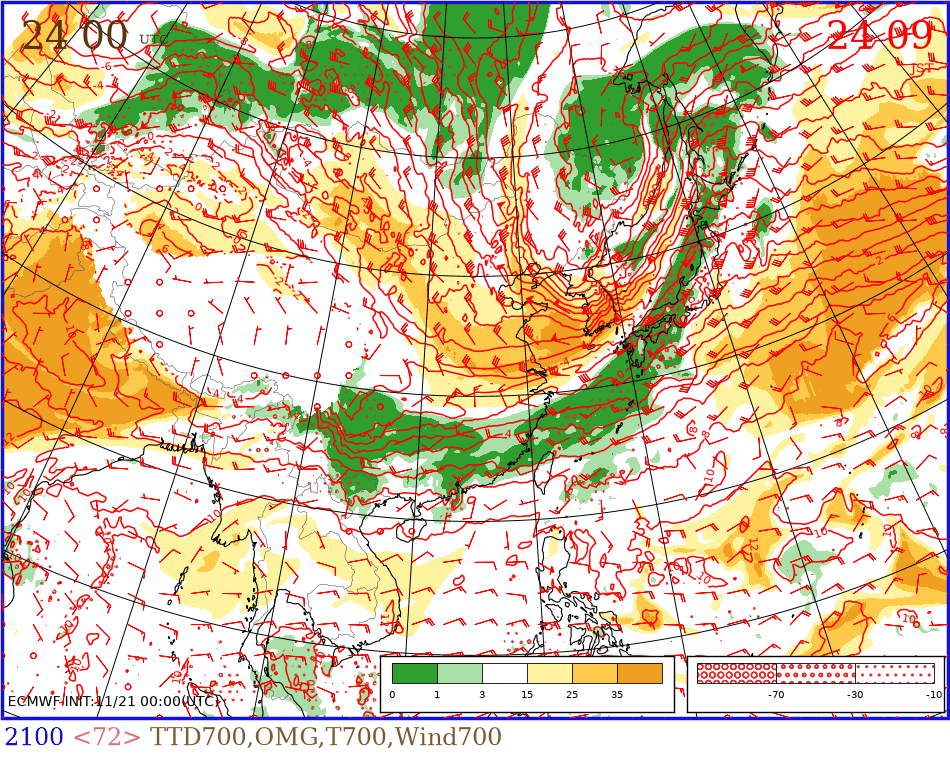 24 00 UTC
24 09
JST
ECMWF INIT:11/21 00:00(UTC)
0 1 3 15 25 35
-70 -30 -10
2100 <72> TTD700,OMG,T700,Wind700